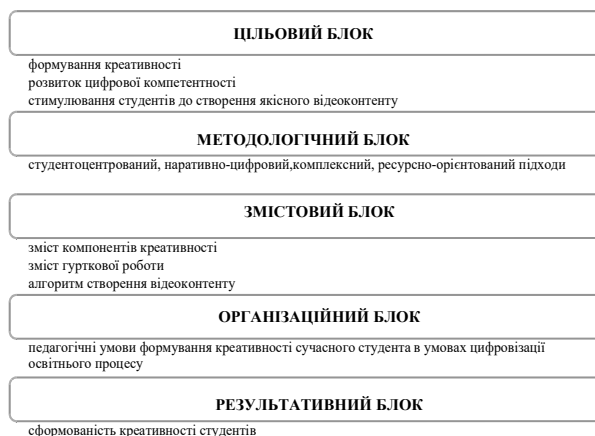 ЦІЛЬОВИЙ БЛОК
формування креативності
розвиток цифрової компетентності
стимулювання студентів до створення якісного відеоконтенту
МЕТОДОЛОГІЧНИЙ БЛОК
студентоцентрований, наративно-цифровий,комплексний, ресурсно-орієнтований підходи
ЗМІСТОВИЙ БЛОК
зміст компонентів креативності
зміст гурткової роботи
алгоритм створення відеоконтенту
ОРГАНІЗАЦІЙНИЙ БЛОК
педагогічні умови формування креативності сучасного студента в умовах цифровізації
освітнього процесу
РЕЗУЛЬТАТИВНИЙ БЛОК
сформованість креативності студентів